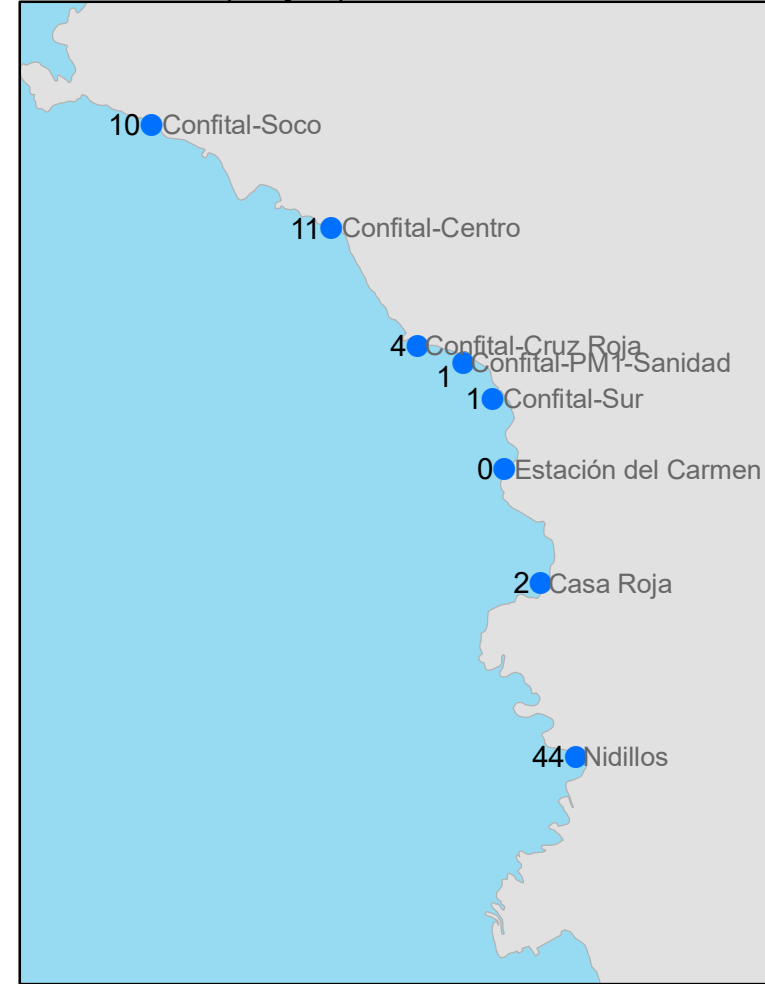 10 Confital-Soco
11 Confital-Centro
4 Confital-Cruz Roja
1 Confital-PM1-Sanidad
1 Confital-Sur
0 Estación del Carmen
2 Casa Roja
44 Nidillos